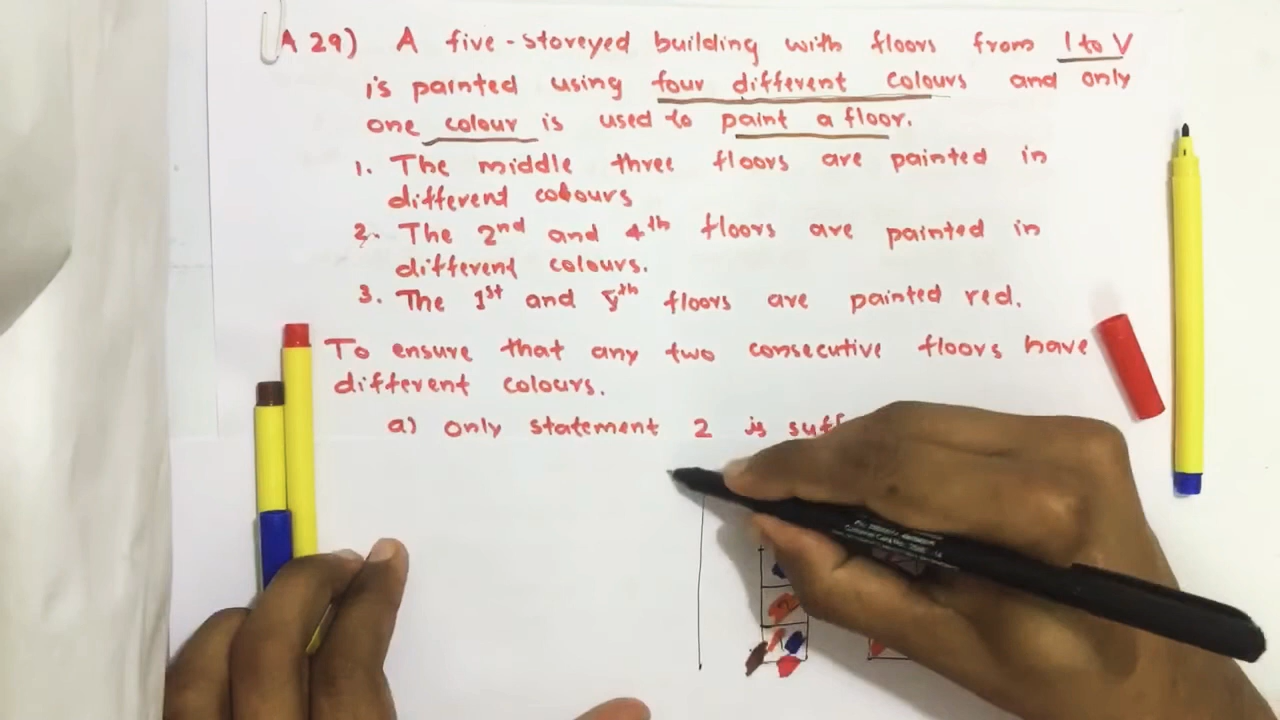 A 29) A five-storeyed building with floors from I to V
is painted using four different colours and only
one colour is used to paint a floor.
1. The middle three floors are painted in
different colours
2. The 2nd and 4th floors are painted in
different colours.
3. The 1st and 5th floors are painted red.
To ensure that any two consecutive floors have
different colours.
a) only statement 2 is